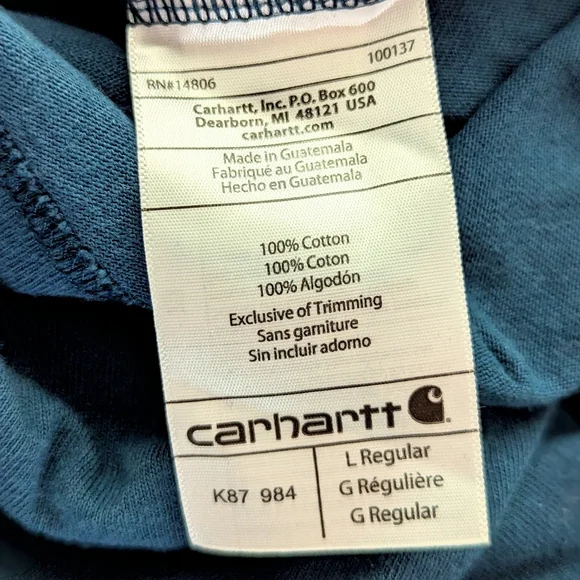 RN#14806 100137
Carhartt, Inc. P.O. Box 600
Dearborn, MI 48121 USA
carhartt.com
Made in Guatemala
Fabriqué au Guatemala
Hecho en Guatemala
100% Cotton
100% Coton
100% Algodón
Exclusive of Trimming
Sans garniture
Sin incluir adorno
carhartt
K87 984
L Regular
G Régulière
G Regular